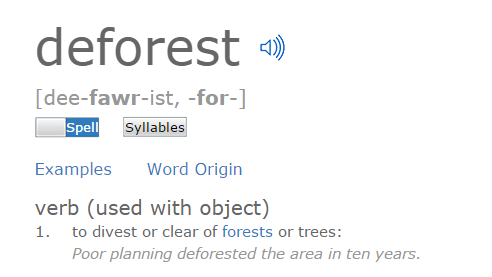 deforest
[dee-fawr-ist, -for-]
Spell Syllables
Examples Word Origin
verb (used with object)
1. to divest or clear of forests or trees:
Poor planning deforested the area in ten years.